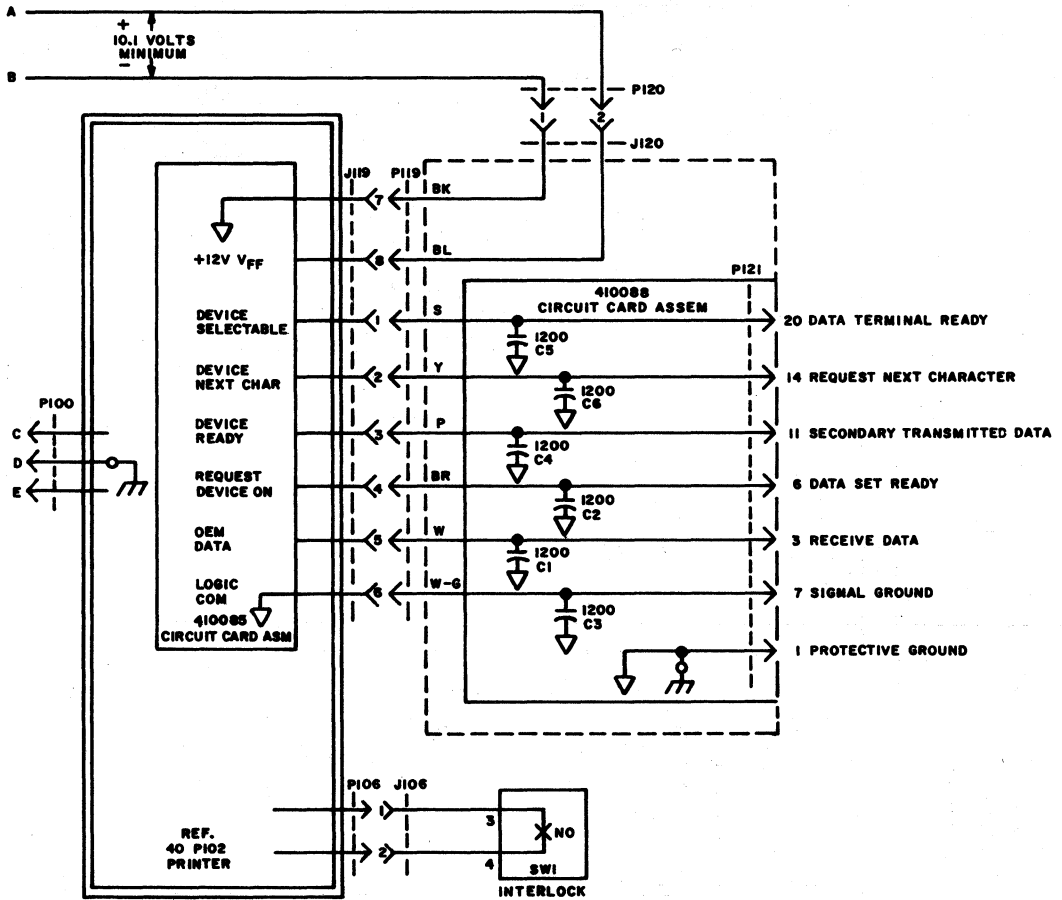 A
+
10.1 VOLTS
MINIMUM
–
B
P120
1
2
J120
J119
P119
7
BK
+12V VFF
8
BL
P121
410088
CIRCUIT CARD ASSEM
DEVICE
SELECTABLE
1
S
1200
C5
20 DATA TERMINAL READY
DEVICE
NEXT CHAR
2
Y
1200
C6
14 REQUEST NEXT CHARACTER
P100
C
D
E
DEVICE
READY
3
P
1200
C4
11 SECONDARY TRANSMITTED DATA
REQUEST
DEVICE ON
4
BR
1200
C2
6 DATA SET READY
OEM
DATA
5
W
1200
C1
3 RECEIVE DATA
LOGIC
COM
6
W-G
1200
C3
7 SIGNAL GROUND
410085
CIRCUIT CARD ASM
1 PROTECTIVE GROUND
P106
J106
1
3
NO
2
4
SW1
INTERLOCK
REF.
40 P102
PRINTER